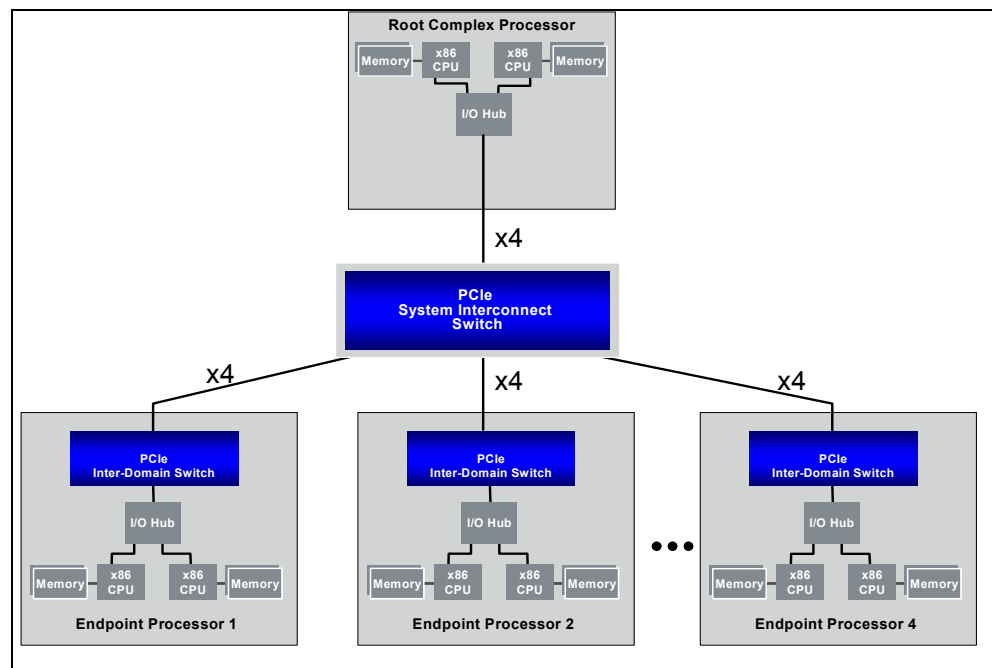 Root Complex Processor
Memory
x86
CPU
x86
CPU
Memory
I/O Hub
x4
PCIe
System Interconnect
Switch
x4
x4
x4
PCIe
Inter-Domain Switch
I/O Hub
Memory
x86
CPU
x86
CPU
Memory
Endpoint Processor 1
PCIe
Inter-Domain Switch
I/O Hub
Memory
x86
CPU
x86
CPU
Memory
Endpoint Processor 2
PCIe
Inter-Domain Switch
I/O Hub
Memory
x86
CPU
x86
CPU
Memory
Endpoint Processor 4